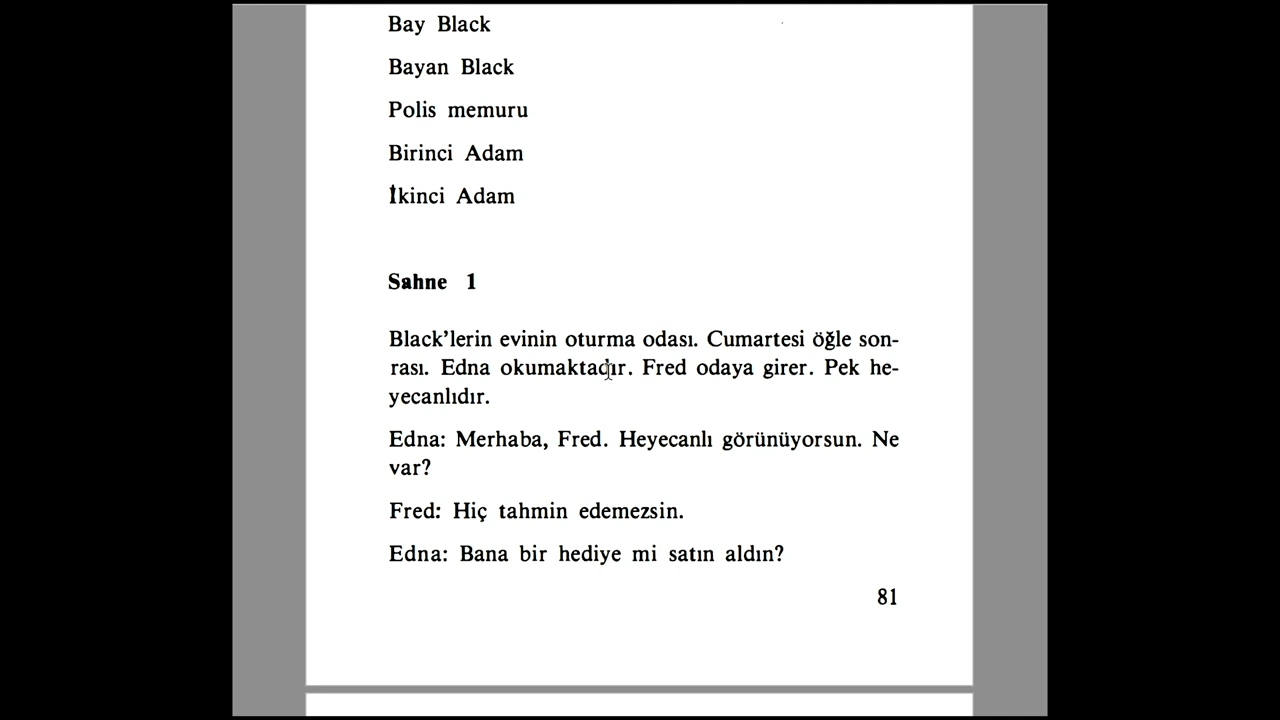 Bay Black
Bayan Black
Polis memuru
Birinci Adam
İkinci Adam
Sahne 1
Black'lerin evinin oturma odası. Cumartesi öğle son-
rası. Edna okumaktadır. Fred odaya girer. Pek he-
yecanlıdır.
Edna: Merhaba, Fred. Heyecanlı görünüyorsun. Ne
var?
Fred: Hiç tahmin edemezsin.
Edna: Bana bir hediye mi satın aldın?
81